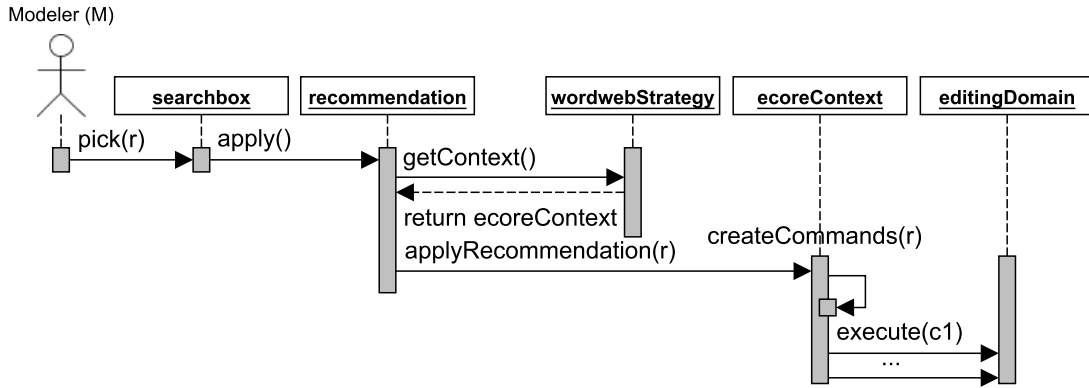 Modeler (M)
searchbox
recommendation
wordwebStrategy
ecoreContext
editingDomain
pick(r)
apply()
getContext()
return ecoreContext
applyRecommendation(r)
createCommands(r)
execute(c1)
...